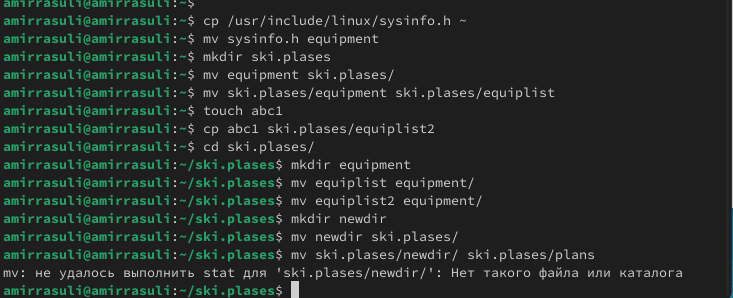 amirrasuli@amirrasuli:~$
amirrasuli@amirrasuli:~$ cp /usr/include/linux/sysinfo.h ~
amirrasuli@amirrasuli:~$ mv sysinfo.h equipment
amirrasuli@amirrasuli:~$ mkdir ski.plases
amirrasuli@amirrasuli:~$ mv equipment ski.plases/
amirrasuli@amirrasuli:~$ mv ski.plases/equipment ski.plases/equiplist
amirrasuli@amirrasuli:~$ touch abc1
amirrasuli@amirrasuli:~$ cp abc1 ski.plases/equiplist2
amirrasuli@amirrasuli:~$ cd ski.plases/
amirrasuli@amirrasuli:~/ski.plases$ mkdir equipment
amirrasuli@amirrasuli:~/ski.plases$ mv equiplist equipment/
amirrasuli@amirrasuli:~/ski.plases$ mv equiplist2 equipment/
amirrasuli@amirrasuli:~/ski.plases$ mkdir newdir
amirrasuli@amirrasuli:~/ski.plases$ mv newdir ski.plases/
amirrasuli@amirrasuli:~/ski.plases$ mv ski.plases/newdir/ ski.plases/plans
mv: не удалось выполнить stat для 'ski.plases/newdir/': Нет такого файла или каталога
amirrasuli@amirrasuli:~/ski.plases$